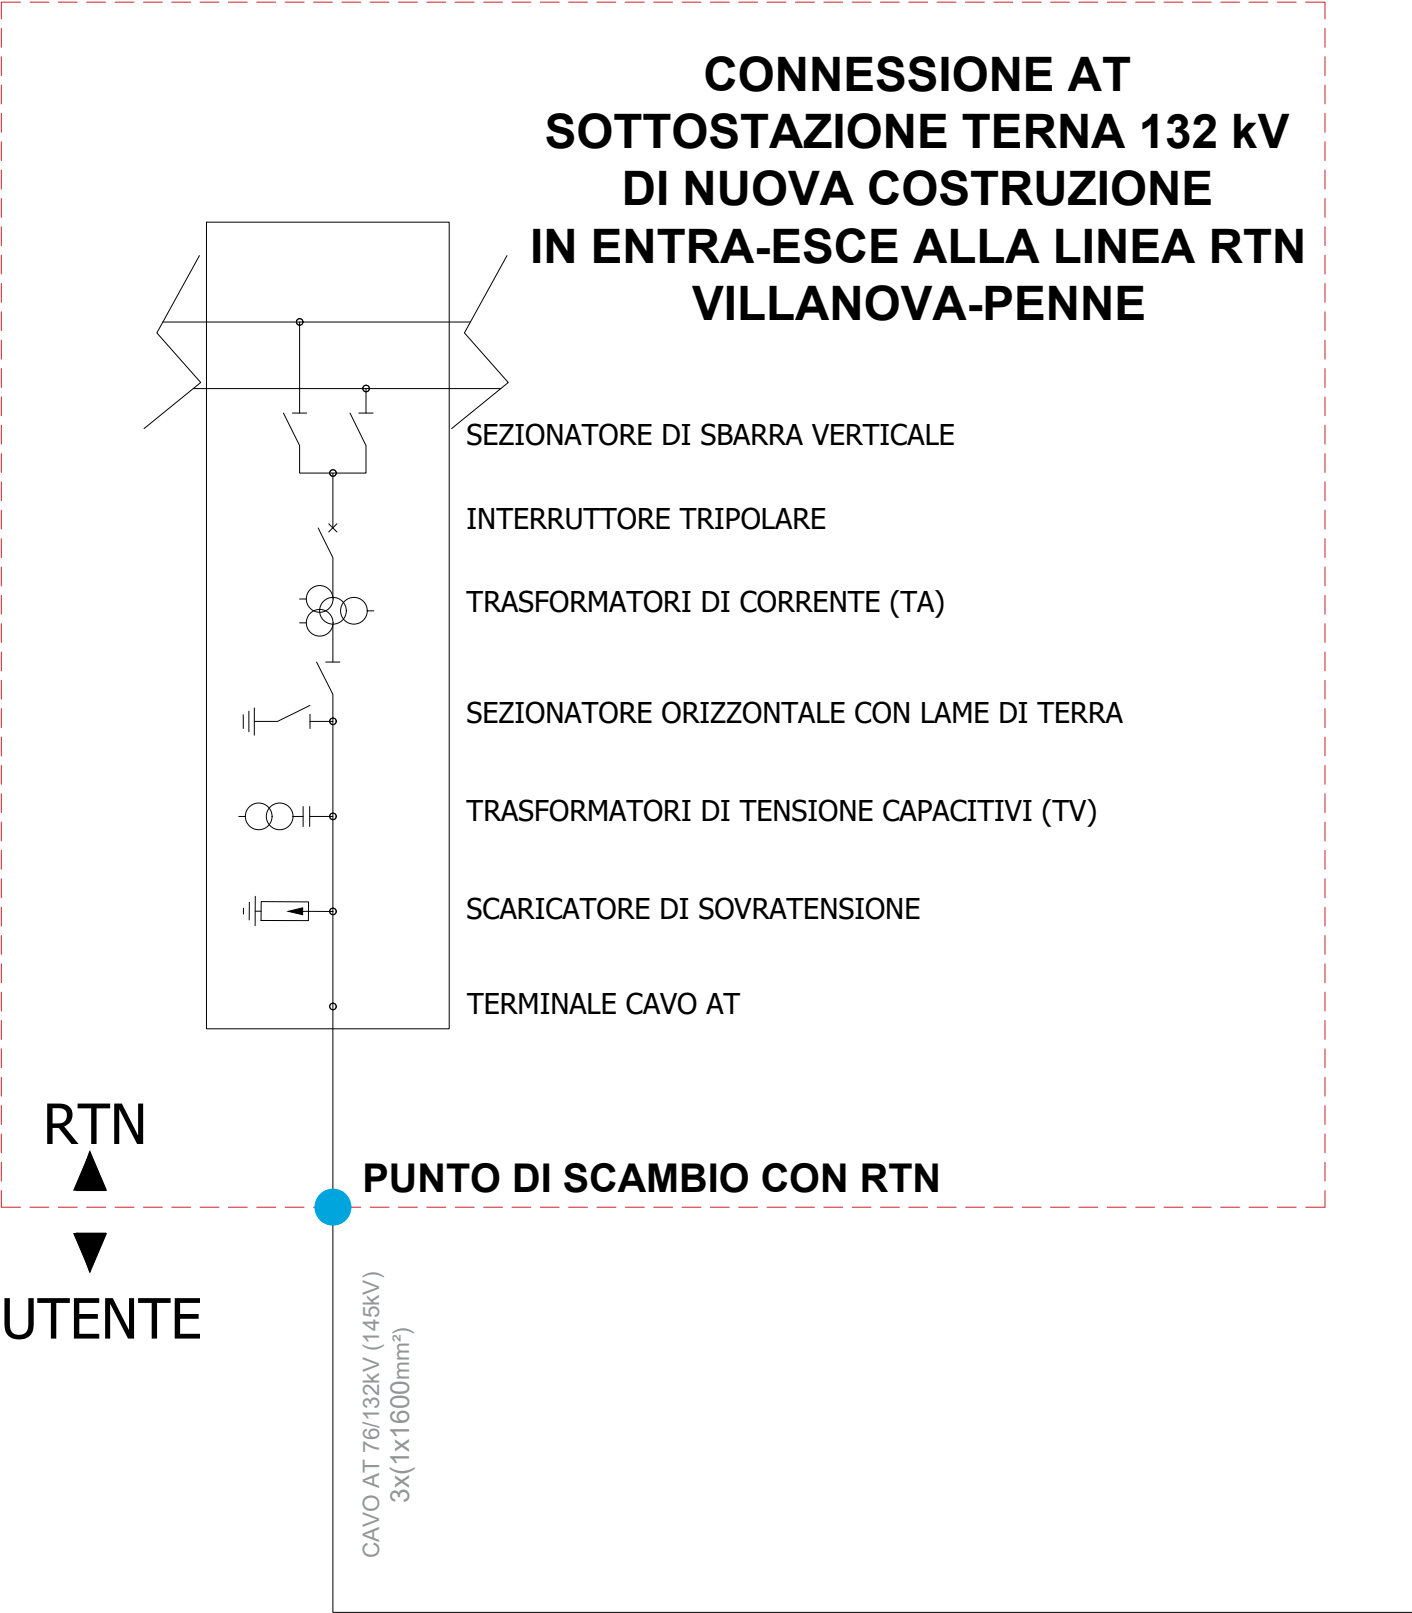 CONNESSIONE AT
SOTTOSTAZIONE TERNA 132 kV
DI NUOVA COSTRUZIONE
IN ENTRA-ESCE ALLA LINEA RTN
VILLANOVA-PENNE
SEZIONATORE DI SBARRA VERTICALE
INTERRUTTORE TRIPOLARE
TRASFORMATORI DI CORRENTE (TA)
SEZIONATORE ORIZZONTALE CON LAME DI TERRA
TRASFORMATORI DI TENSIONE CAPACITIVI (TV)
SCARICATORE DI SOVRATENSIONE
TERMINALE CAVO AT
RTN
PUNTO DI SCAMBIO CON RTN
UTENTE
CAVO AT 76/132kV (145kV)
3x(1x1600mm²)